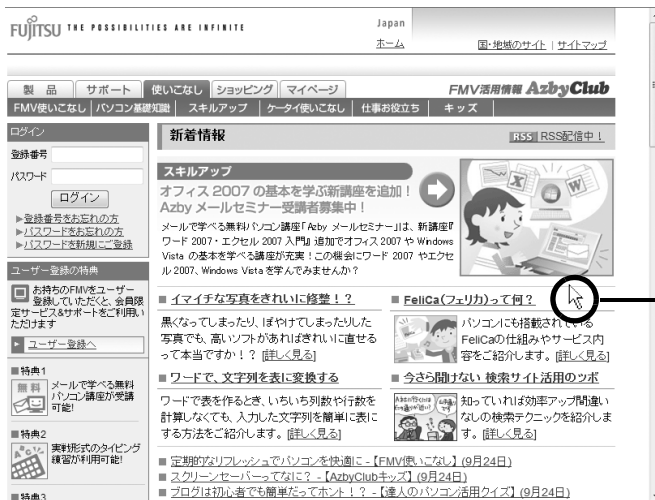 FUJITSU THE POSSIBILITIES ARE INFINITE
Japan
ホーム
国・地域のサイト | サイトマップ
製 品
サポート
使いこなし
ショッピング
マイページ
FMV活用情報 AzbyClub
FMV使いこなし | パソコン基礎知識 | スキルアップ | ケータイ使いこなし | 仕事お役立ち | キッズ
ログイン
登録番号
パスワード
ログイン
▶登録番号をお忘れの方
▶パスワードをお忘れの方
▶パスワードを新規にご登録
ユーザー登録の特典
お持ちのFMVをユーザー
登録していただくと、会員限
定サービス&サポートをご利用い
ただけます
ユーザー登録へ
■特典1
無料
メールで学べる無料
パソコン講座が受講
可能!
■特典2
実戦形式のタイピング
練習が利用可能!
■特典3
新着情報
RSS RSS配信中!
スキルアップ
オフィス 2007 の基本を学ぶ新講座を追加!
Azby メールセミナー受講者募集中!
メールで学べる無料パソコン講座「Azby メールセミナー」は、新講座『
ワード 2007・エクセル 2007 入門』追加でオフィス 2007 や Windows
Vista の基本を学べる講座が充実!この機会にワード 2007 やエクセ
ル 2007、Windows Vista を学んでみませんか?
■ イマイチな写真をきれいに修整!?
黒くなってしまったり、ぼやけてしまったりした
写真でも、高いソフトがあればきれいに直せる
って本当ですか!? [詳しく見る]
■ FeliCa(フェリカ)って何?
パソコンにも搭載されている
FeliCaの仕組みやサービス内
容をご紹介します。[詳しく見る]
■ ワードで、文字列を表に変換する
ワードで表を作るとき、いちいち列数や行数を
計算しなくても、入力した文字列を簡単に表に
する方法をご紹介します。[詳しく見る]
■ 今さら聞けない 検索サイト活用のツボ
知っていれば効率アップ間違い
なしの検索テクニックを紹介しま
す。[詳しく見る]
■ 定期的なリフレッシュでパソコンを快適に -【FMV使いこなし】(9月24日)
■ スクリーンセーバーってなに? -【AzbyClubキッズ】(9月24日)
■ ブログは初心者でも簡単だってホント!? -【達人のパソコン活用クイズ】(9月24日)